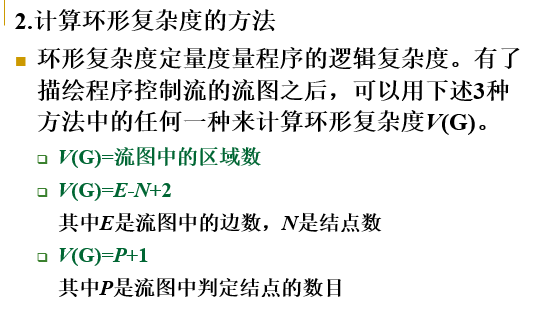 2.计算环形复杂度的方法
环形复杂度定量度量程序的逻辑复杂度。有了
描绘程序控制流的流图之后，可以用下述3种
方法中的任何一种来计算环形复杂度V(G)。
V(G)=流图中的区域数
V(G)=E-N+2
其中E是流图中的边数，N是结点数
V(G)=P+1
其中P是流图中判定结点的数目